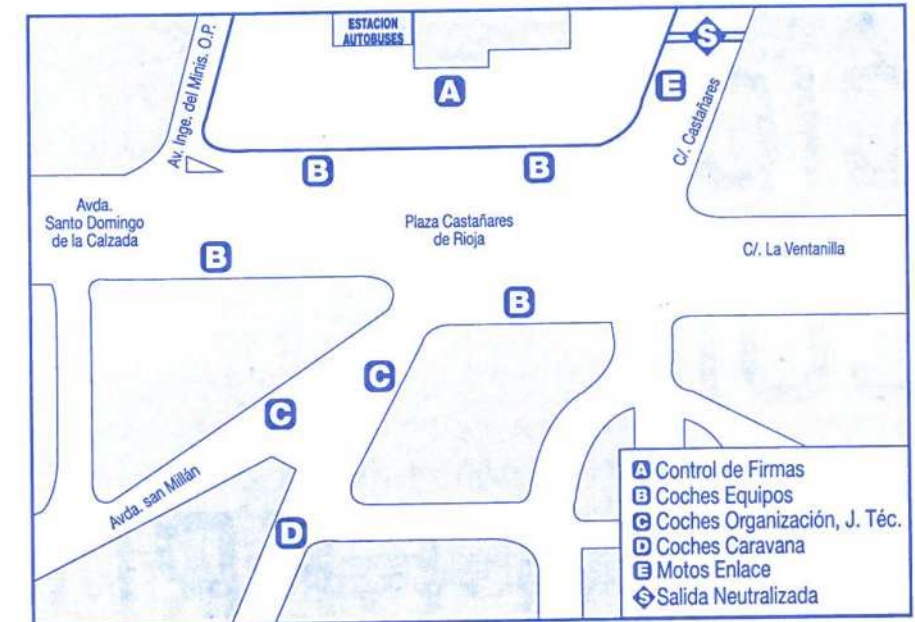 ESTACION
AUTOBUSES
S
Av. Inge. del Minis. O.P.
A
E
C/. Castañares
B
B
Avda.
Santo Domingo
de la Calzada
Plaza Castañares
de Rioja
C/. La Ventanilla
B
B
C
C
Avda. san Millán
D
A Control de Firmas
B Coches Equipos
C Coches Organización, J. Téc.
D Coches Caravana
E Motos Enlace
S Salida Neutralizada